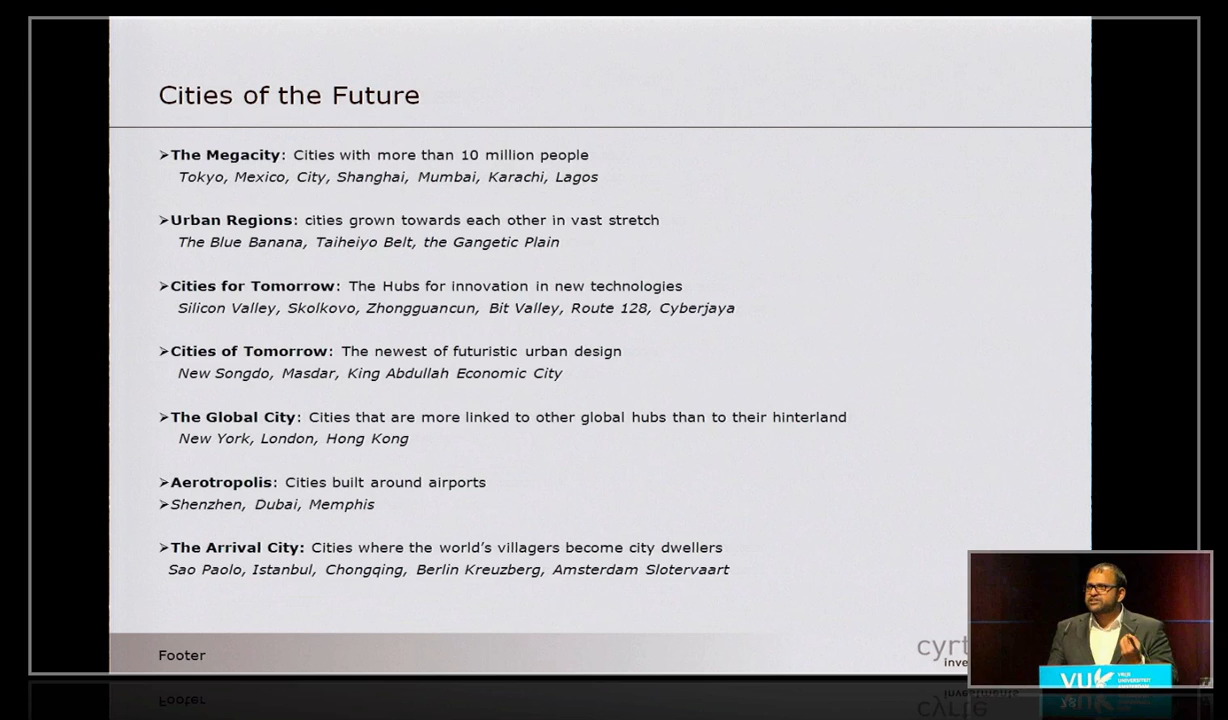 Cities of the Future
➢The Megacity: Cities with more than 10 million people
Tokyo, Mexico, City, Shanghai, Mumbai, Karachi, Lagos
➢Urban Regions: cities grown towards each other in vast stretch
The Blue Banana, Taiheiyo Belt, the Gangetic Plain
➢Cities for Tomorrow: The Hubs for innovation in new technologies
Silicon Valley, Skolkovo, Zhongguancun, Bit Valley, Route 128, Cyberjaya
➢Cities of Tomorrow: The newest of futuristic urban design
New Songdo, Masdar, King Abdullah Economic City
➢The Global City: Cities that are more linked to other global hubs than to their hinterland
New York, London, Hong Kong
➢Aerotropolis: Cities built around airports
➢Shenzhen, Dubai, Memphis
➢The Arrival City: Cities where the world's villagers become city dwellers
Sao Paolo, Istanbul, Chongqing, Berlin Kreuzberg, Amsterdam Slotervaart
Footer
cyrt
inve
VU
VRIJE
UNIVERSITEIT
AMSTERDAM